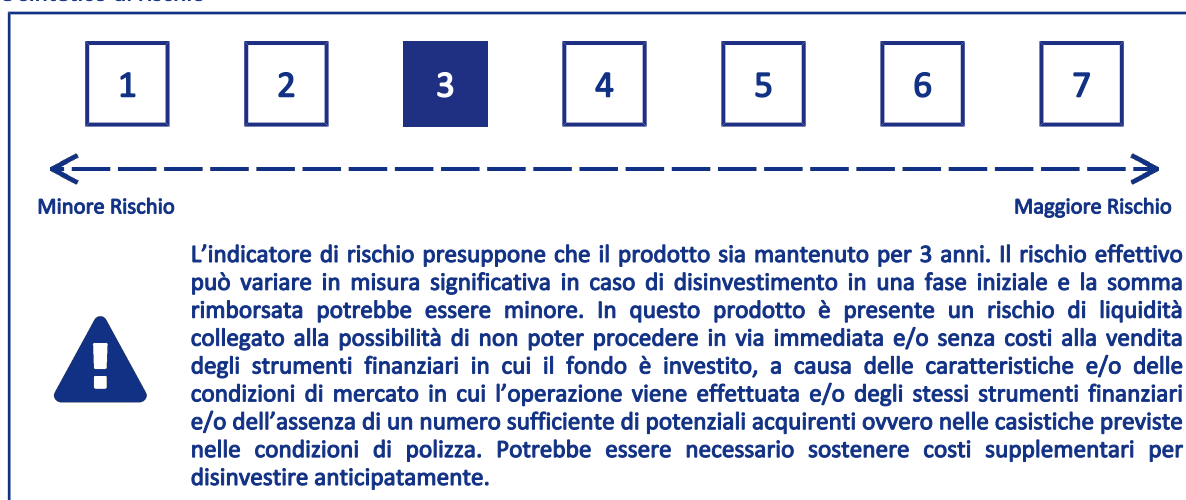 1 2 3 4 5 6 7
Minore Rischio Maggiore Rischio
L'indicatore di rischio presuppone che il prodotto sia mantenuto per 3 anni. Il rischio effettivo
può variare in misura significativa in caso di disinvestimento in una fase iniziale e la somma
rimborsata potrebbe essere minore. In questo prodotto è presente un rischio di liquidità
collegato alla possibilità di non poter procedere in via immediata e/o senza costi alla vendita
degli strumenti finanziari in cui il fondo è investito, a causa delle caratteristiche e/o delle
condizioni di mercato in cui l'operazione viene effettuata e/o degli stessi strumenti finanziari
e/o dell'assenza di un numero sufficiente di potenziali acquirenti ovvero nelle casistiche previste
nelle condizioni di polizza. Potrebbe essere necessario sostenere costi supplementari per
disinvestire anticipatamente.